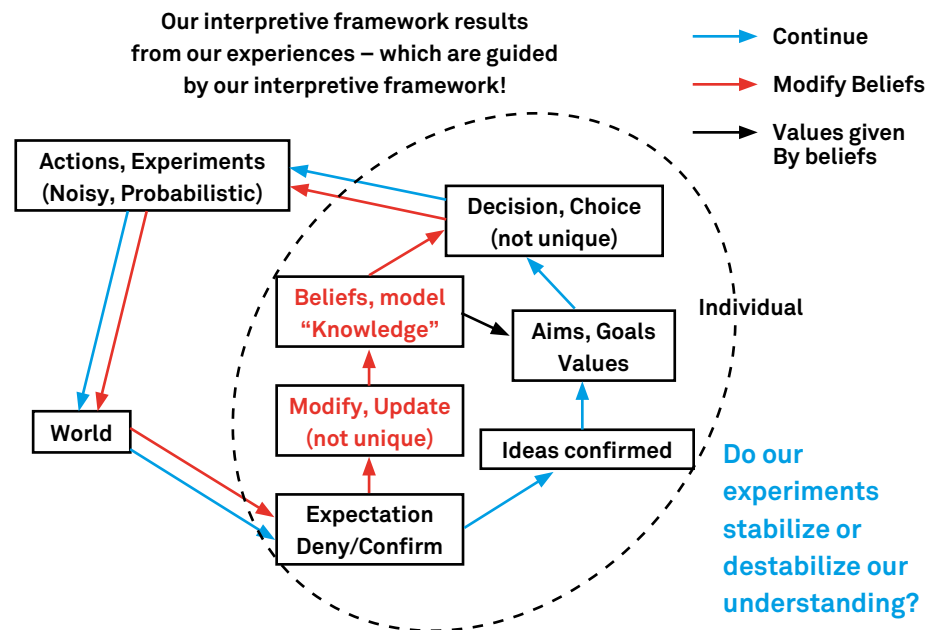 Our interpretive framework results
from our experiences – which are guided
by our interpretive framework!
Continue
Modify Beliefs
Values given
By beliefs
Actions, Experiments
(Noisy, Probabilistic)
Decision, Choice
(not unique)
Beliefs, model
“Knowledge”
Individual
Aims, Goals
Values
Modify, Update
(not unique)
World
Ideas confirmed
Expectation
Deny/Confirm
Do our
experiments
stabilize or
destabilize our
understanding?